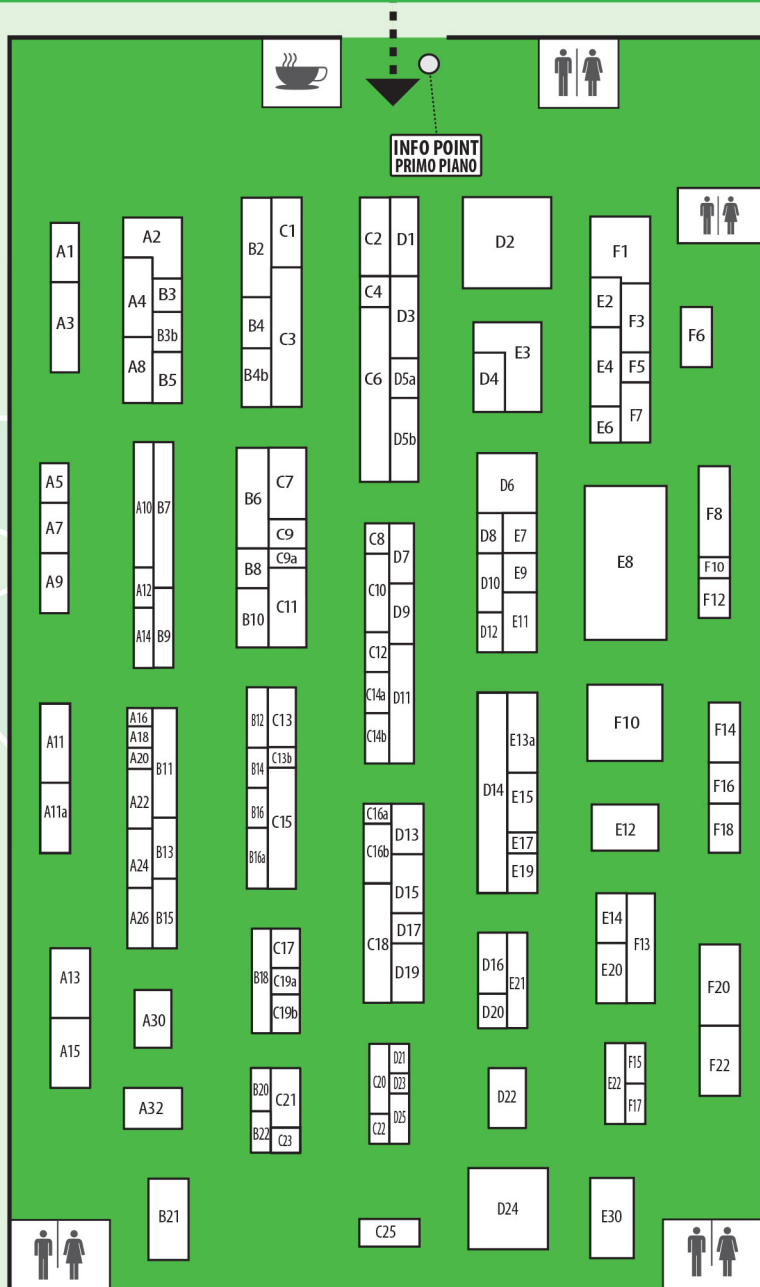 INFO POINT
PRIMO PIANO
A1
A3
A2
A4
B3
B3b
A8
B5
B2
C1
B4
C3
B4b
C2
D1
C4
D3
C6
D5a
D5b
D2
E3
D4
F1
E2
F3
E4
F5
E6
F7
F6
A5
A7
A9
A10
B7
A12
A14
B9
B6
C7
C9
B8
C9a
B10
C11
C8
D7
C10
D9
C12
C14a
D11
C14b
D6
D8
E7
D10
E9
D12
E11
E8
F8
F10
F12
A11
A11a
A16
A18
A20
B11
A22
B13
A24
A26
B15
B12
C13
B14
C13b
B16
C15
B16a
C16a
D13
C16b
D15
D17
C18
D19
E13a
D14
E15
E17
E19
F10
E12
F14
F16
F18
A13
A15
A30
A32
B18
C17
C19a
C19b
D16
E21
D20
E14
F13
E20
F20
F22
B20
C21
B22
C23
C20
D21
D23
C22
D25
D22
E22
F15
F17
B21
C25
D24
E30